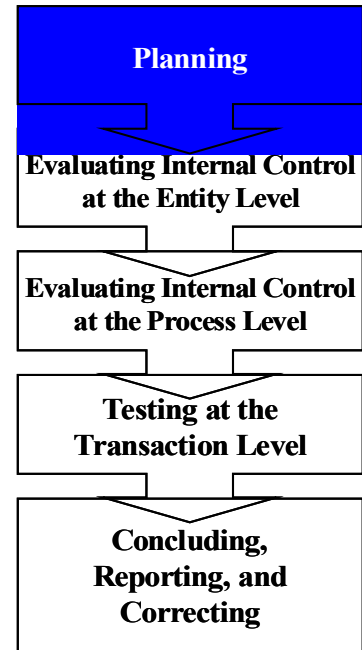 Planning
Evaluating Internal Control
at the Entity Level
Evaluating Internal Control
at the Process Level
Testing at the
Transaction Level
Concluding,
Reporting, and
Correcting